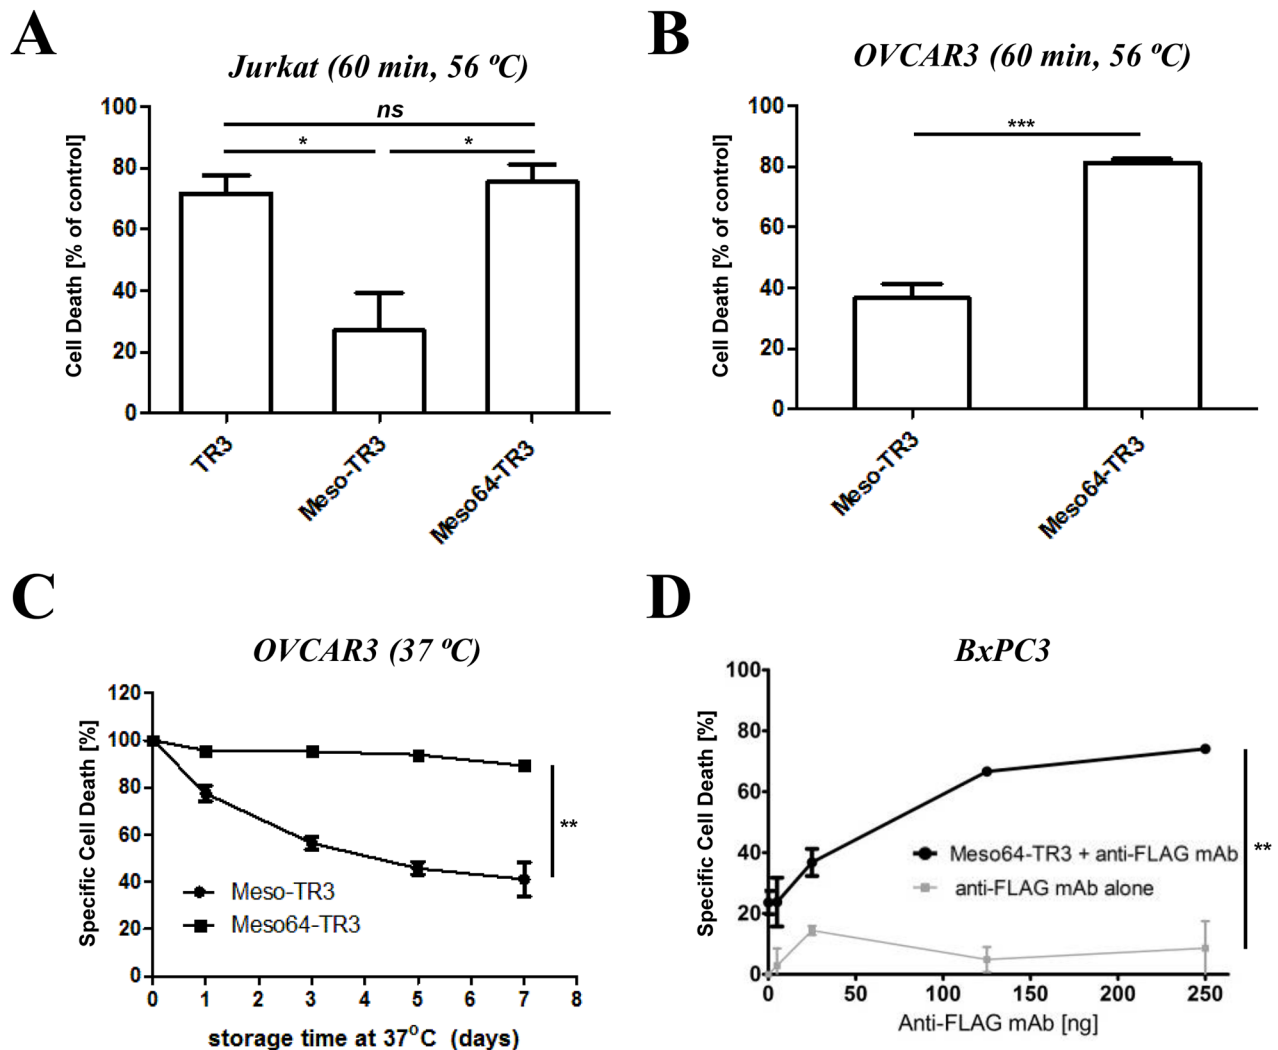 A
Jurkat (60 min, 56 ºC)
Cell Death [% of control]
100
80
60
40
20
0
ns
*
*
TR3
Meso-TR3
Meso64-TR3
B
OVCAR3 (60 min, 56 ºC)
Cell Death [% of control]
100
80
60
40
20
0
***
Meso-TR3
Meso64-TR3
C
OVCAR3 (37 ºC)
Specific Cell Death [%]
120
100
80
60
40
20
0
**
Meso-TR3
Meso64-TR3
0 1 2 3 4 5 6 7 8
storage time at 37°C (days)
D
BxPC3
Specific Cell Death [%]
100
80
60
40
20
0
**
Meso64-TR3 + anti-FLAG mAb
anti-FLAG mAb alone
0 50 100 150 200 250
Anti-FLAG mAb [ng]